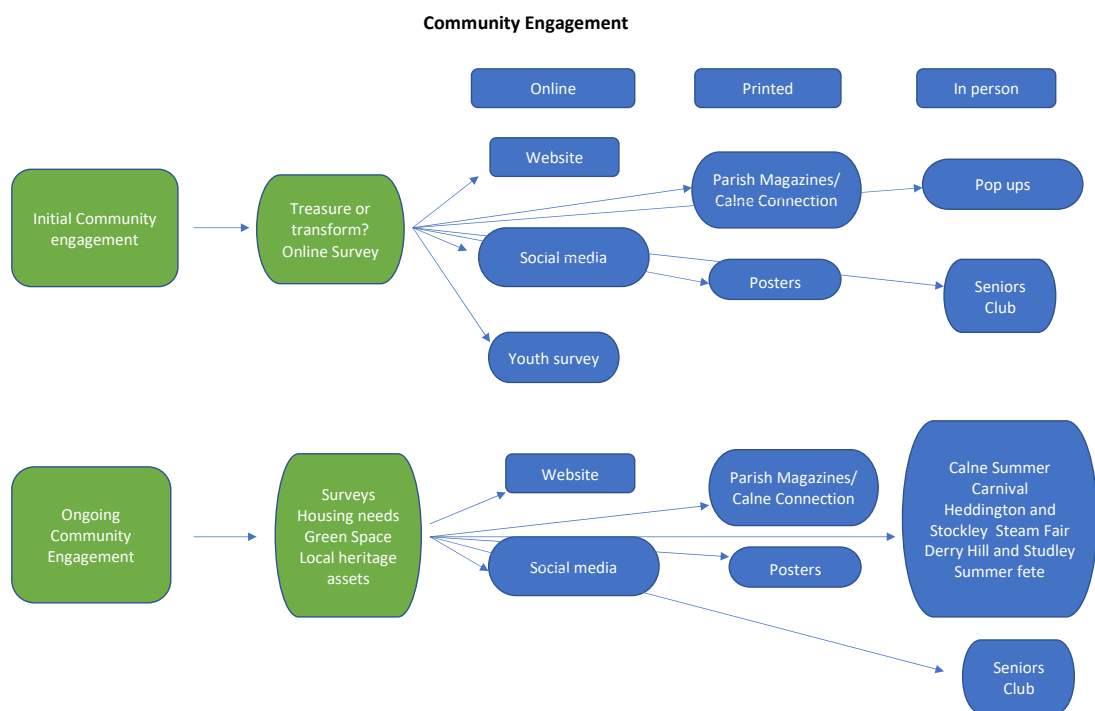 Community Engagement
Online
Printed
In person
Initial Community
engagement
Treasure or
transform?
Online Survey
Website
Parish Magazines/
Calne Connection
Pop ups
Social media
Posters
Seniors
Club
Youth survey
Ongoing
Community
Engagement
Surveys
Housing needs
Green Space
Local heritage
assets
Website
Parish Magazines/
Calne Connection
Calne Summer
Carnival
Heddington and
Stockley Steam Fair
Derry Hill and Studley
Summer fete
Social media
Posters
Seniors
Club